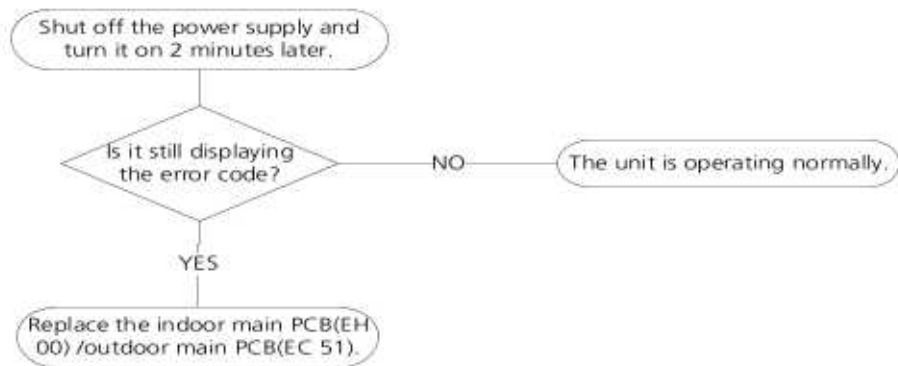 Shut off the power supply and
turn it on 2 minutes later.
Is it still displaying
the error code?
NO
The unit is operating normally.
YES
Replace the indoor main PCB(EH
00) /outdoor main PCB(EC 51).